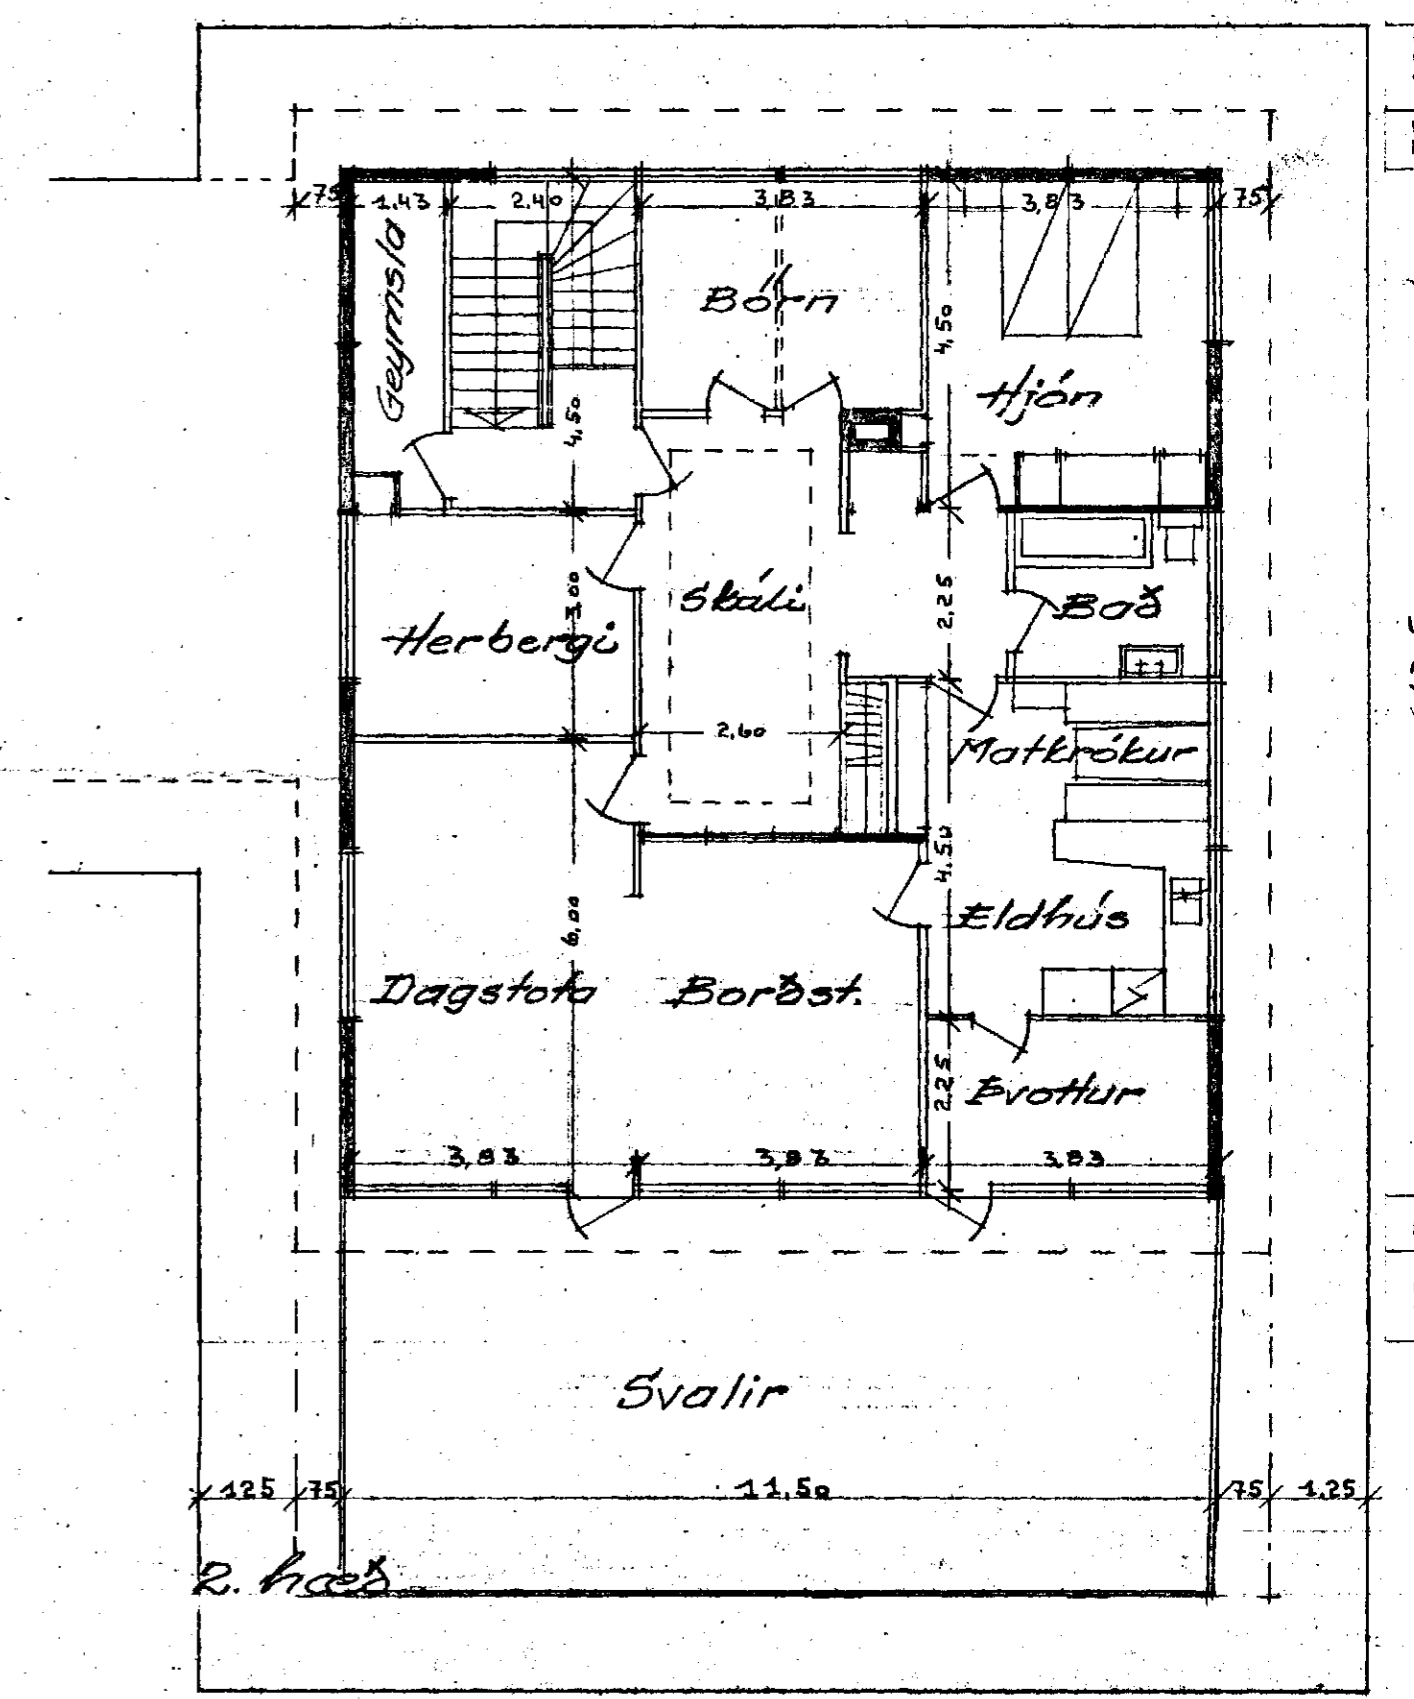 75 1.43 2.40 3,83 3,83 75
Geymsla
Börn
4,50
Hjón
4,50
Skáli
3,00
2,25
Bað
Herbergi
2,60
Matkrókur
4.50
6,00
Eldhús
Dagstofa
Borðst.
2.25
Þvottur
3,83 3,83 3,83
Svalir
125 75 11,50 75 1.25
2. hæð